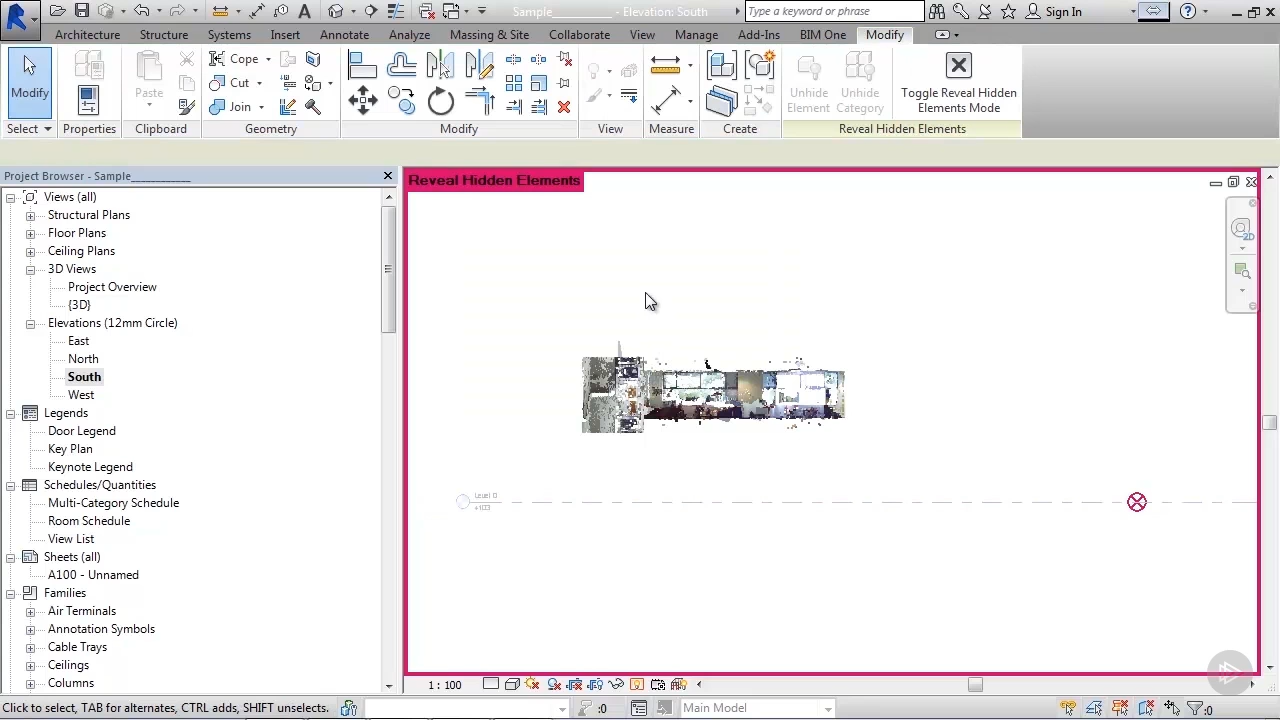 Sample_________ - Elevation: South
Type a keyword or phrase
Sign In
Architecture
Structure
Systems
Insert
Annotate
Analyze
Massing & Site
Collaborate
View
Manage
Add-Ins
BIM One
Modify
Modify
Paste
Cope
Cut
Join
Unhide
Element
Unhide
Category
Toggle Reveal Hidden
Elements Mode
Select
Properties
Clipboard
Geometry
Modify
View
Measure
Create
Reveal Hidden Elements
Project Browser - Sample____________
Views (all)
Structural Plans
Floor Plans
Ceiling Plans
3D Views
Project Overview
{3D}
Elevations (12mm Circle)
East
North
South
West
Legends
Door Legend
Key Plan
Keynote Legend
Schedules/Quantities
Multi-Category Schedule
Room Schedule
View List
Sheets (all)
A100 - Unnamed
Families
Air Terminals
Annotation Symbols
Cable Trays
Ceilings
Columns
Reveal Hidden Elements
2D
Level 0
1 : 100
Click to select, TAB for alternates, CTRL adds, SHIFT unselects.
:0
Main Model
:0